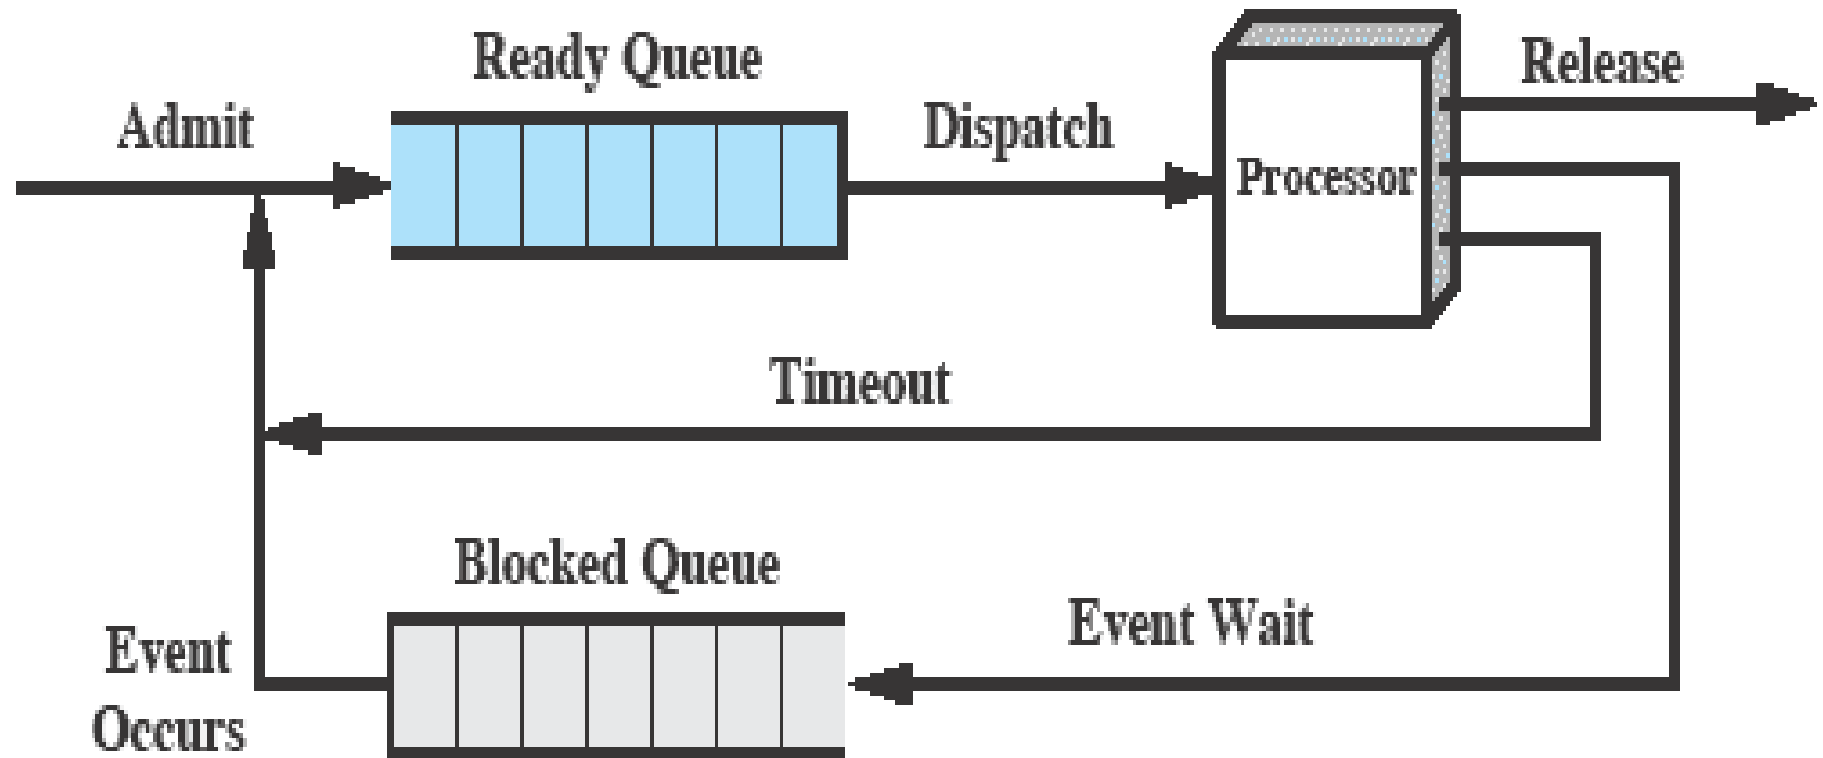 Ready Queue
Release
Admit
Dispatch
Processor
Timeout
Blocked Queue
Event Wait
Event
Occurs